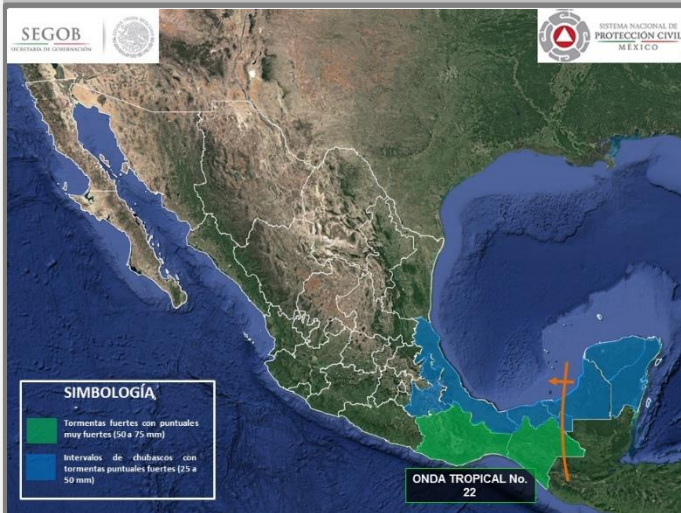 SEGOB
SECRETARÍA DE GOBERNACIÓN
SISTEMA NACIONAL DE
PROTECCIÓN CIVIL
MÉXICO
SIMBOLOGÍA
Tormentas fuertes con puntuales
muy fuertes (50 a 75 mm)
Intervalos de chubascos con
tormentas puntuales fuertes (25 a
50 mm)
ONDA TROPICAL No.
22